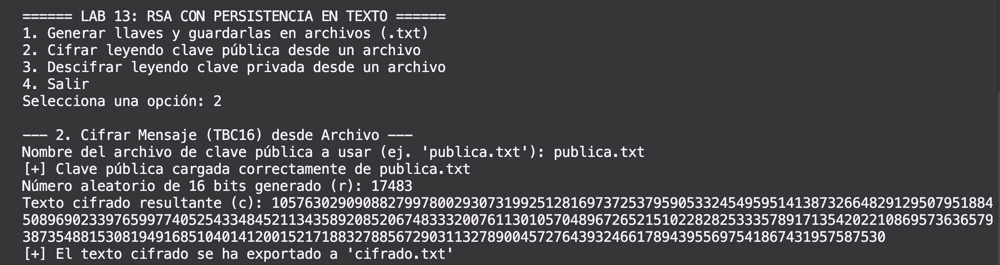 ====== LAB 13: RSA CON PERSISTENCIA EN TEXTO ======
1. Generar llaves y guardarlas en archivos (.txt)
2. Cifrar leyendo clave pública desde un archivo
3. Descifrar leyendo clave privada desde un archivo
4. Salir
Selecciona una opción: 2
--- 2. Cifrar Mensaje (TBC16) desde Archivo ---
Nombre del archivo de clave pública a usar (ej. 'publica.txt'): publica.txt
[+] Clave pública cargada correctamente de publica.txt
Número aleatorio de 16 bits generado (r): 17483
Texto cifrado resultante (c): 105763029090882799780029307319925128169737253795905332454959514138732664829129507951884
508969023397659977405254334845211343589208520674833320076113010570489672652151022828253335789171354202210869573636579
38735488153081949168510401412001521718832788567290311327890045727643932466178943955697541867431957587530
[+] El texto cifrado se ha exportado a 'cifrado.txt'